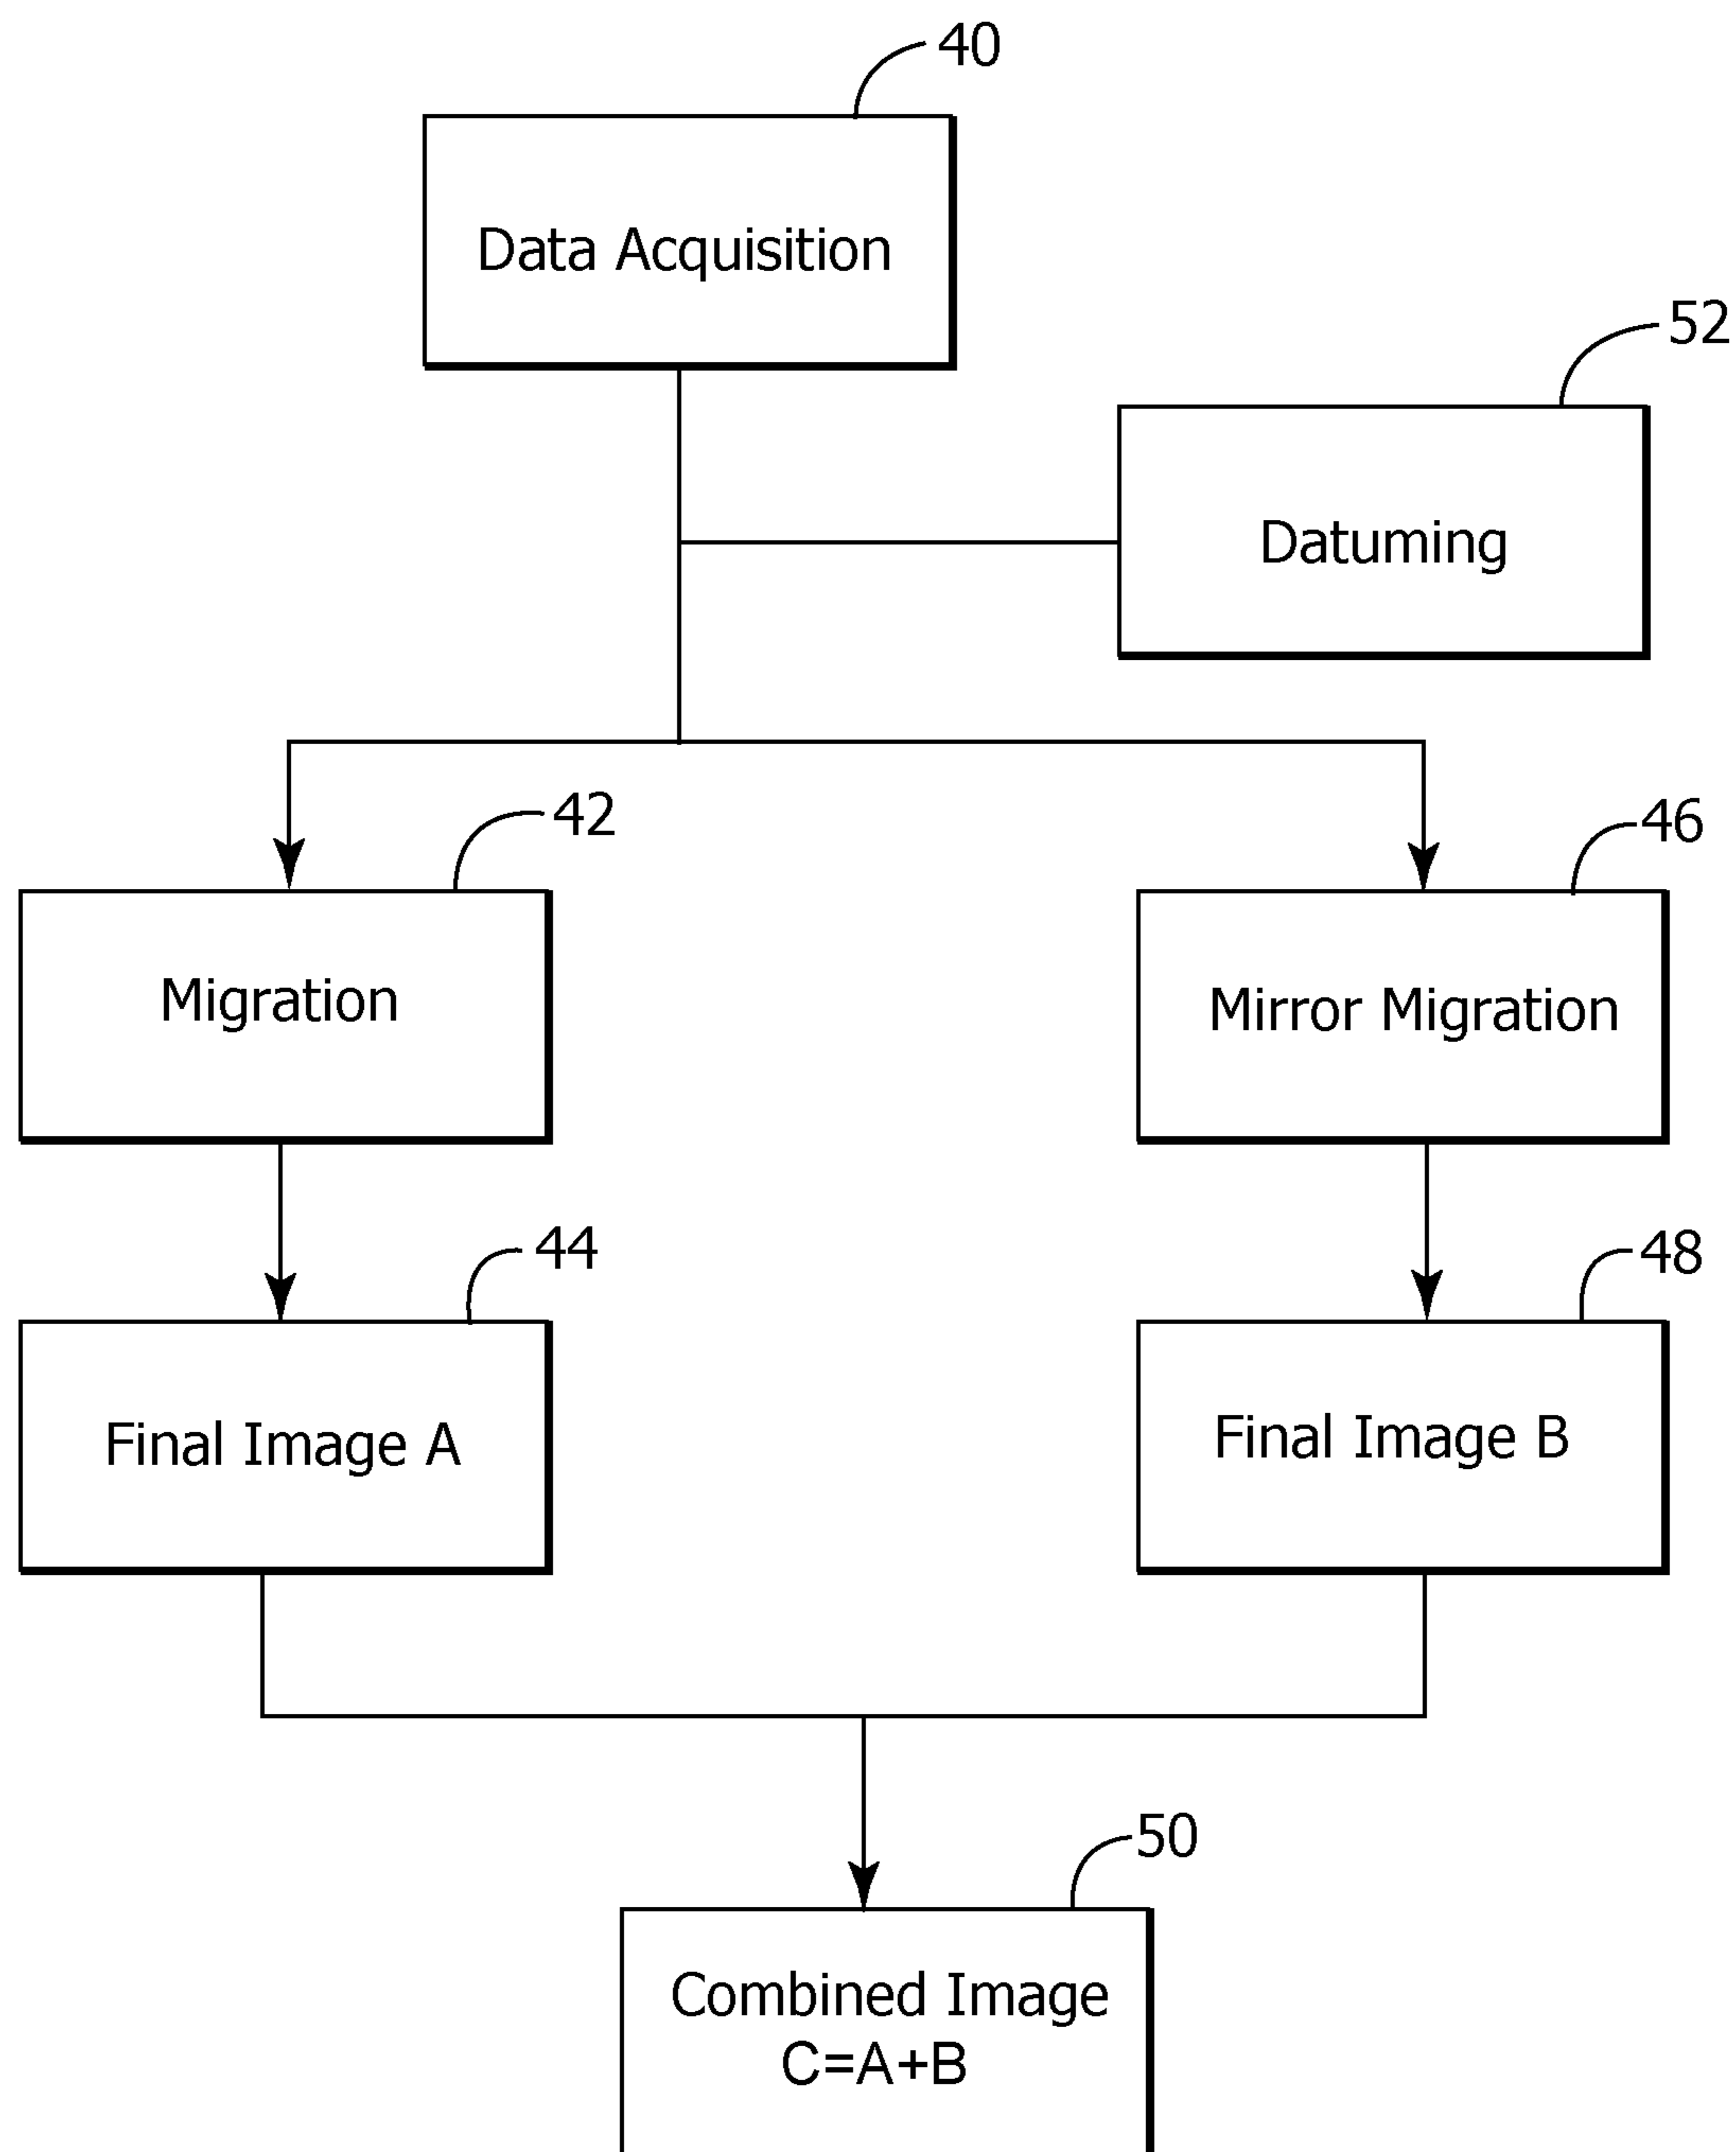 40
Data Acquisition
52
Datuming
42
Migration
46
Mirror Migration
44
Final Image A
48
Final Image B
50
Combined Image
C=A+B